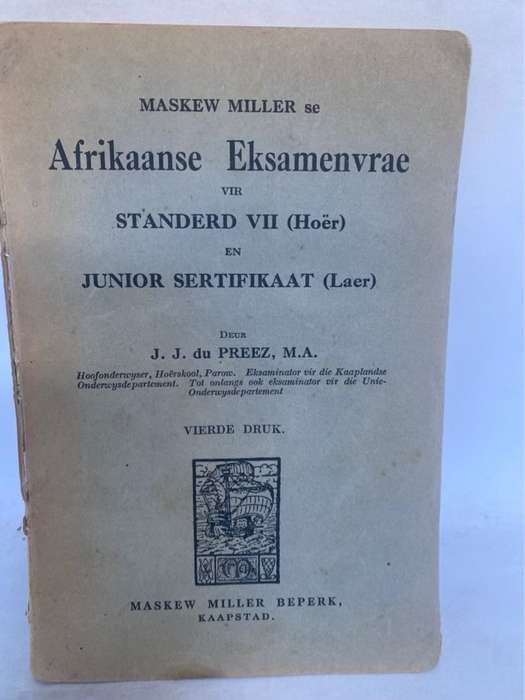 MASKEW MILLER se
Afrikaanse Eksamenvrae
VIR
STANDERD VII (Hoër)
EN
JUNIOR SERTIFIKAAT (Laer)
DEUR
J. J. du PREEZ, M.A.
Hoofonderwyser, Hoërskool, Parow. Eksaminator vir die Kaaplandse
Onderwysdepartement. Tot onlangs ook eksaminator vir die Unie-
Onderwysdepartement
VIERDE DRUK.
MASKEW MILLER BEPERK,
KAAPSTAD.